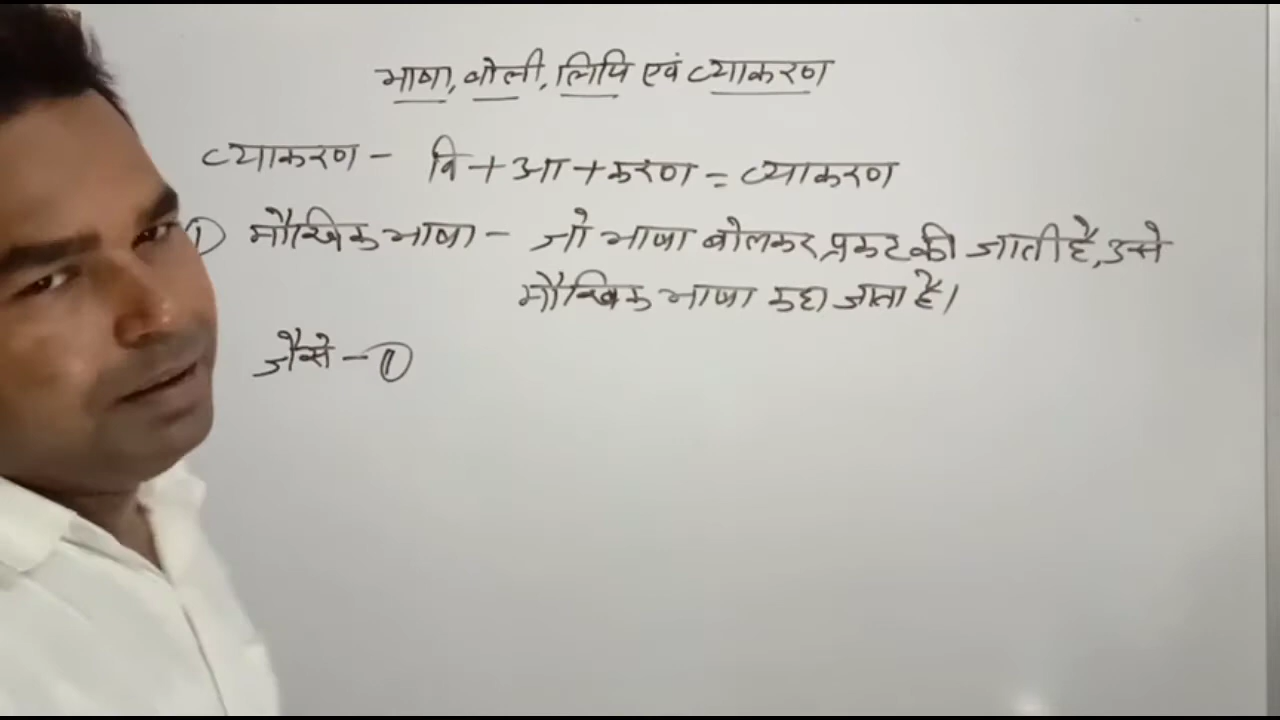 भाषा, बोली, लिपि एवं व्याकरण
व्याकरण - वि + आ + करण = व्याकरण
① मौखिक भाषा - जो भाषा बोलकर प्रकट की जाती है, उसे
मौखिक भाषा कहा जाता है।
जैसे - ①